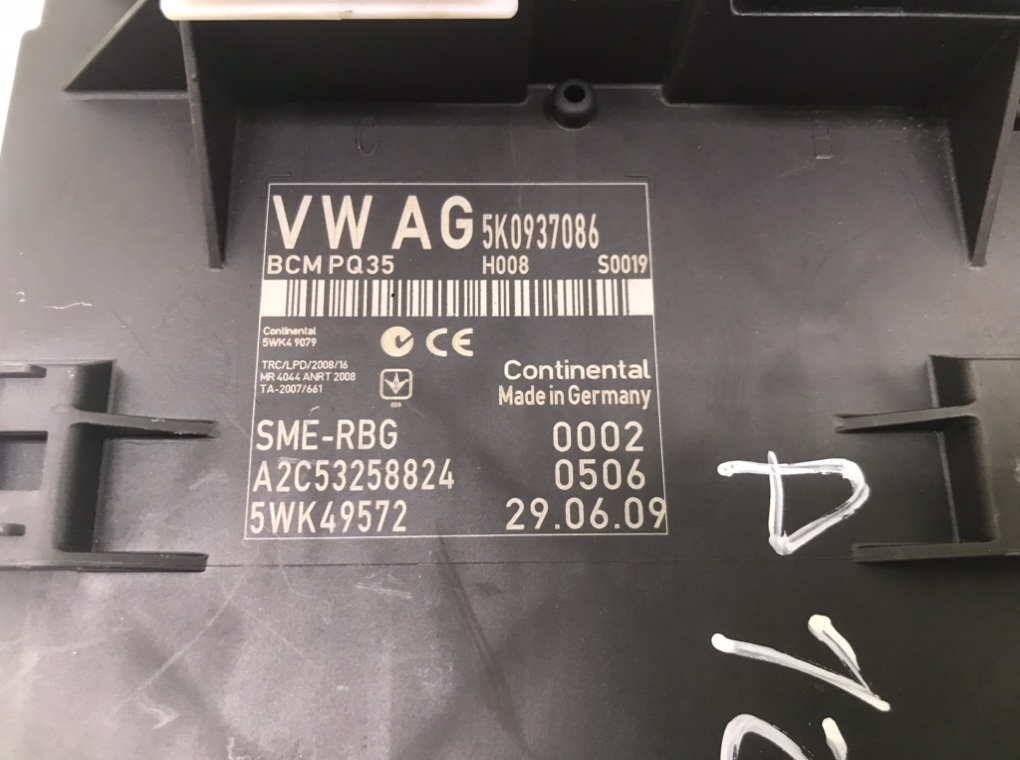 C
VW AG 5K0937086
BCM PQ35 H008 S0019
Continental
5WK4 9079
CE
TRC/LPD/2008/16
MR 4044 ANRT 2008
TA-2007/661
Continental
Made in Germany
SME-RBG 0002
A2C53258824 0506
5WK49572 29.06.09